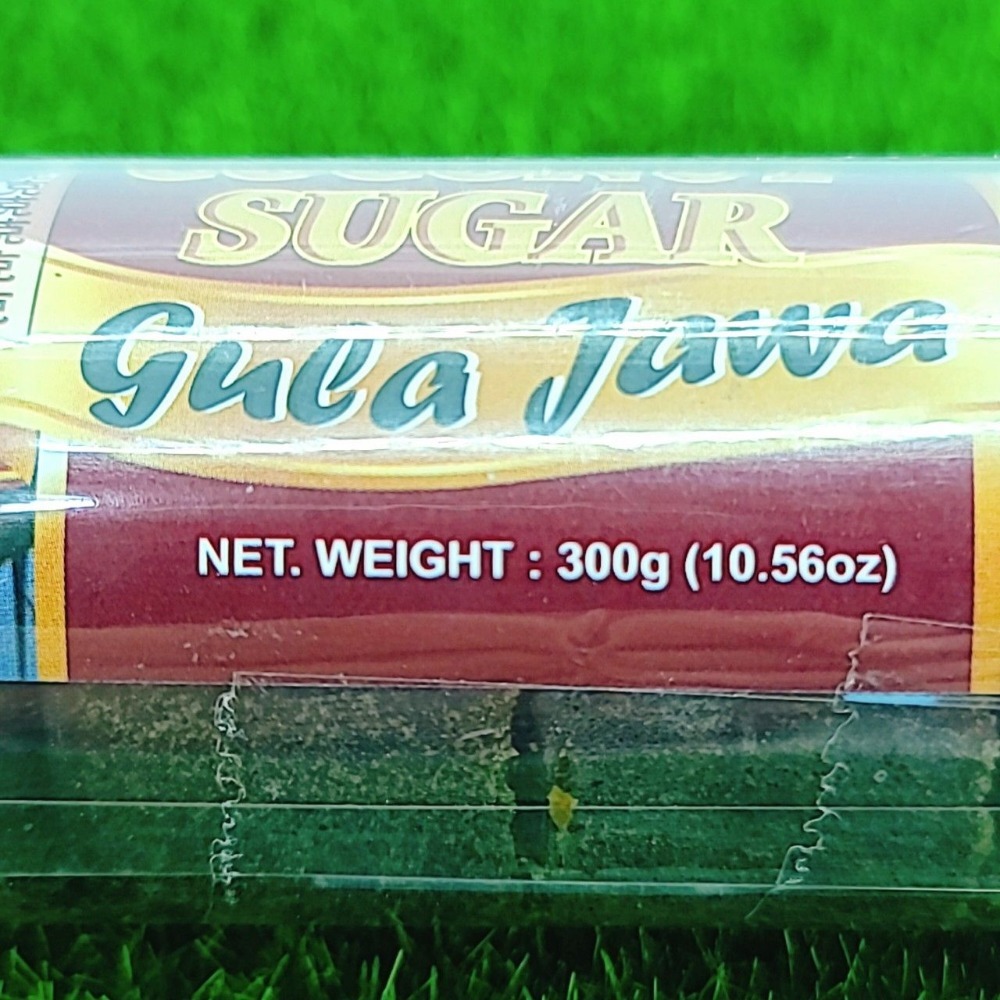 SUGAR
Gula Jawa
NET. WEIGHT : 300g (10.56oz)